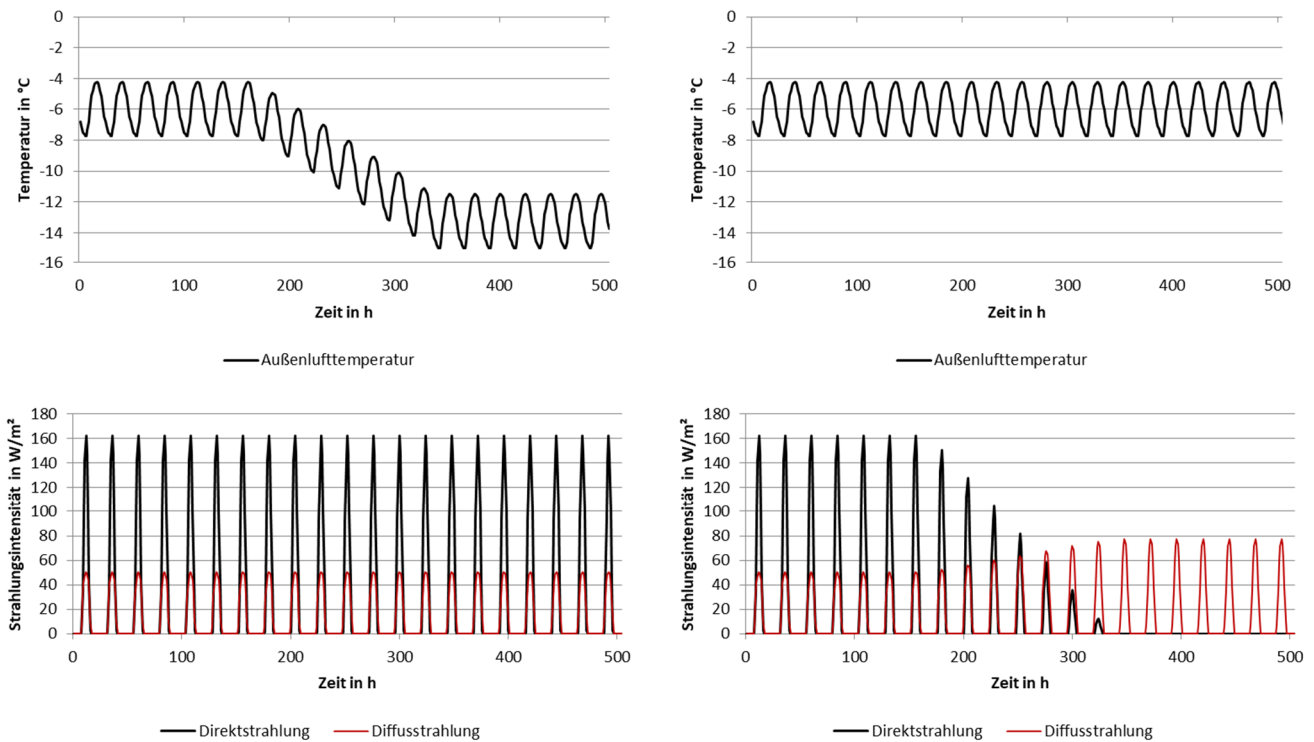 0
-2
-4
-6
-8
-10
-12
-14
-16
Temperatur in °C
0 100 200 300 400 500
Zeit in h
Außenlufttemperatur
0
-2
-4
-6
-8
-10
-12
-14
-16
Temperatur in °C
0 100 200 300 400 500
Zeit in h
Außenlufttemperatur
180
160
140
120
100
80
60
40
20
0
Strahlungsintensität in W/m²
0 100 200 300 400 500
Zeit in h
Direktstrahlung Diffusstrahlung
180
160
140
120
100
80
60
40
20
0
Strahlungsintensität in W/m²
0 100 200 300 400 500
Zeit in h
Direktstrahlung Diffusstrahlung